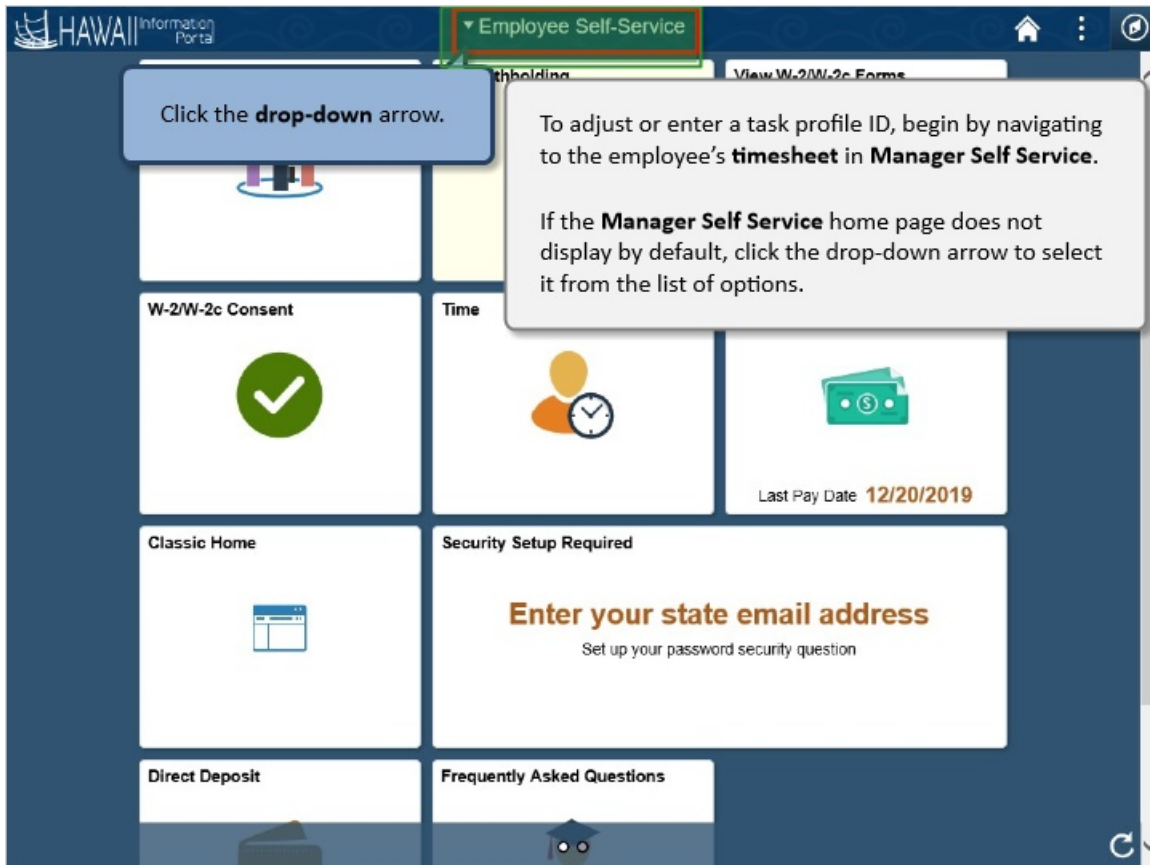 HAWAII Information
Portal
Employee Self-Service
View W-2/W-2c Forms
Click the drop-down arrow.
To adjust or enter a task profile ID, begin by navigating
to the employee's timesheet in Manager Self Service.
If the Manager Self Service home page does not
display by default, click the drop-down arrow to select
it from the list of options.
W-2/W-2c Consent
Time
Last Pay Date 12/20/2019
Classic Home
Security Setup Required
Enter your state email address
Set up your password security question
Direct Deposit
Frequently Asked Questions